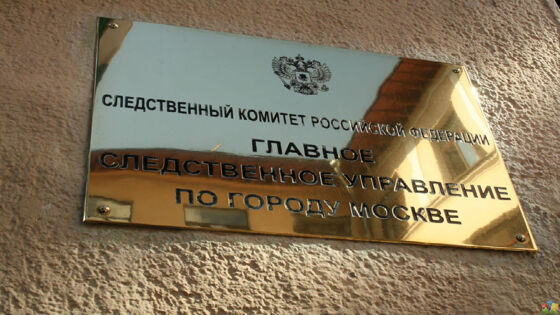 СЛЕДСТВЕННЫЙ КОМИТЕТ РОССИЙСКОЙ ФЕДЕРАЦИИ
ГЛАВНОЕ
СЛЕДСТВЕННОЕ УПРАВЛЕНИЕ
ПО ГОРОДУ МОСКВЕ